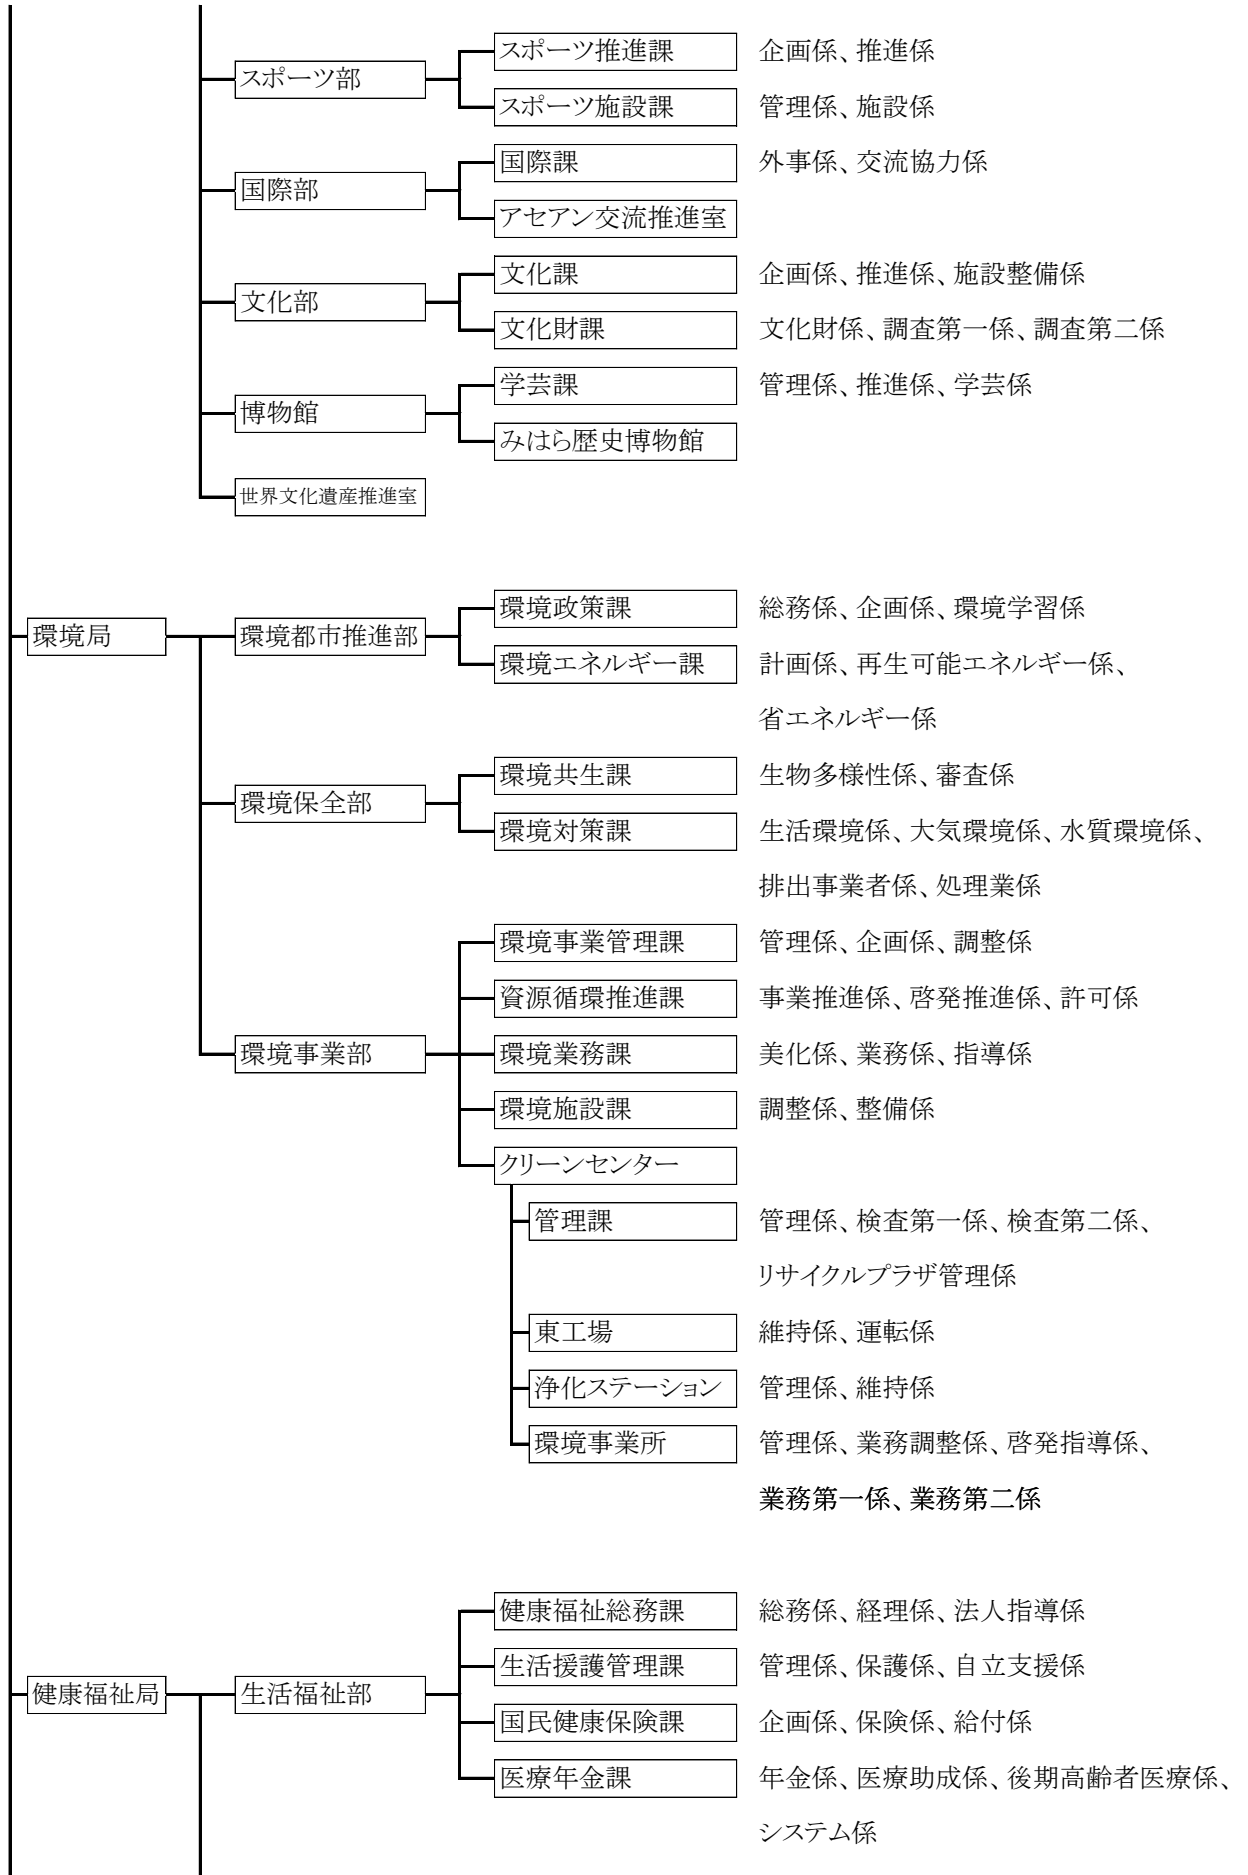 スポーツ推進課 企画係、推進係
スポーツ部
スポーツ施設課 管理係、施設係
国際課 外事係、交流協力係
国際部
アセアン交流推進室
文化課 企画係、推進係、施設整備係
文化部
文化財課 文化財係、調査第一係、調査第二係
学芸課 管理係、推進係、学芸係
博物館
みはら歴史博物館
世界文化遺産推進室
環境政策課 総務係、企画係、環境学習係
環境局 環境都市推進部
環境エネルギー課 計画係、再生可能エネルギー係、
省エネルギー係
環境共生課 生物多様性係、審査係
環境保全部
環境対策課 生活環境係、大気環境係、水質環境係、
排出事業者係、処理業係
環境事業管理課 管理係、企画係、調整係
資源循環推進課 事業推進係、啓発推進係、許可係
環境事業部 環境業務課 美化係、業務係、指導係
環境施設課 調整係、整備係
クリーンセンター
管理課 管理係、検査第一係、検査第二係、
リサイクルプラザ管理係
東工場 維持係、運転係
浄化ステーション 管理係、維持係
環境事業所 管理係、業務調整係、啓発指導係、
業務第一係、業務第二係
健康福祉総務課 総務係、経理係、法人指導係
生活援護管理課 管理係、保護係、自立支援係
健康福祉局 生活福祉部
国民健康保険課 企画係、保険係、給付係
医療年金課 年金係、医療助成係、後期高齢者医療係、
システム係